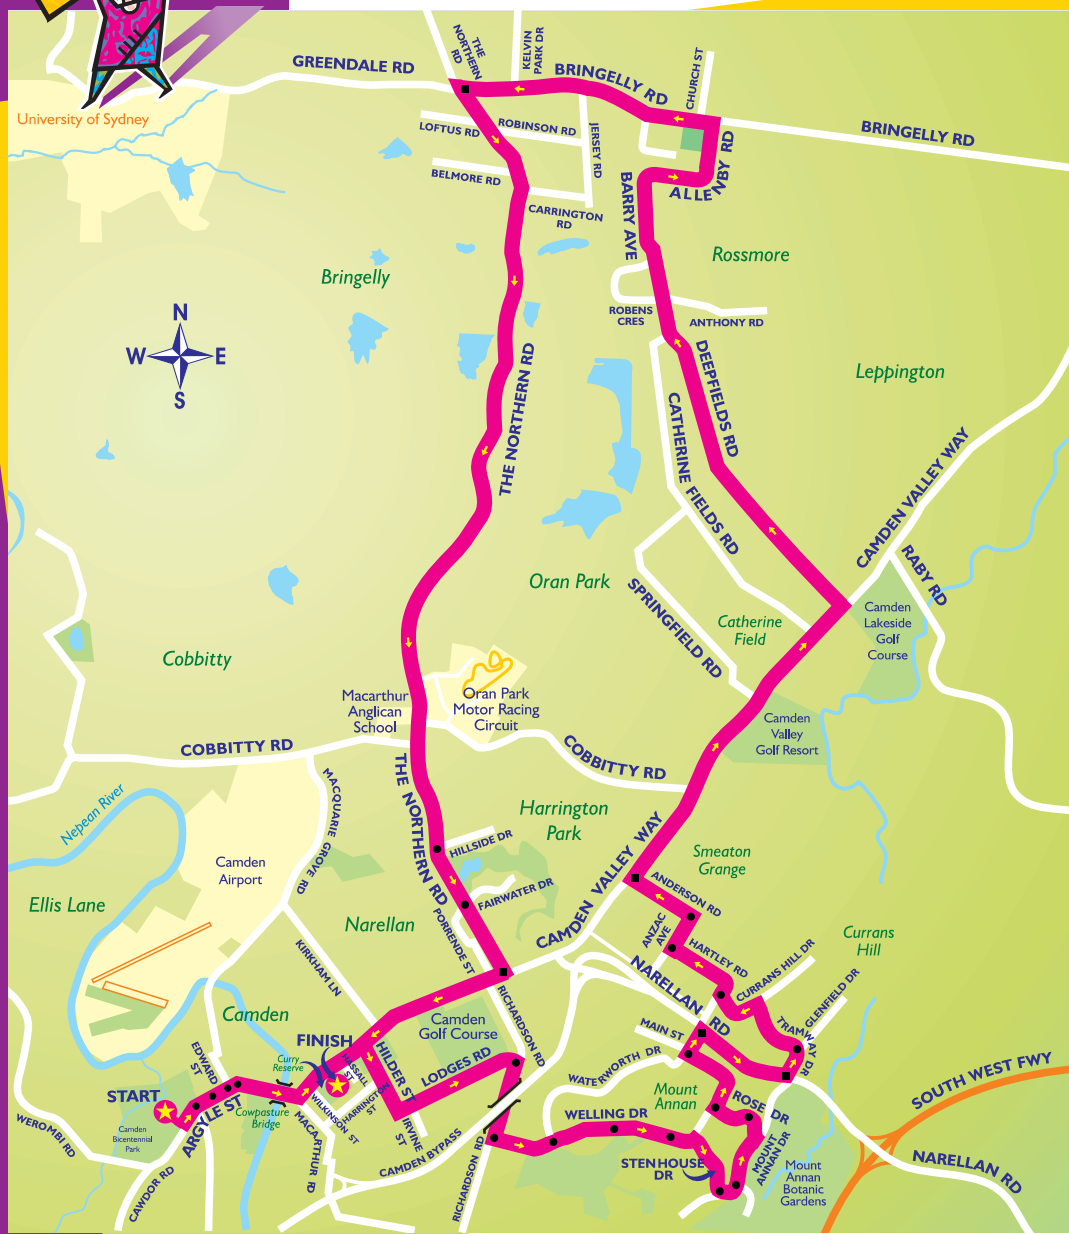 THE
NORTHERN
RD
KELVIN
PARK DR
GREENDALE RD
BRINGELLY RD
CHURCH ST
University of Sydney
LOFTUS RD
ROBINSON RD
JERSEY RD
BRINGELLY RD
BELMORE RD
BARRY AVE
ALLENBY RD
CARRINGTON
RD
Rossmore
Bringelly
N
W
E
S
ROBENS
CRES
ANTHONY RD
THE NORTHERN RD
DEEPFIELDS RD
Leppington
CATHERINE FIELDS RD
CAMDEN VALLEY WAY
RABY RD
Oran Park
SPRINGFIELD RD
Catherine
Field
Camden
Lakeside
Golf
Course
Cobbitty
Macarthur
Anglican
School
Oran Park
Motor Racing
Circuit
Camden
Valley
Golf Resort
COBBITTY RD
COBBITTY RD
THE NORTHERN RD
MACQUARIE GROVE RD
Nepean River
Harrington
Park
CAMDEN VALLEY WAY
HILLSIDE DR
Smeaton
Grange
Camden
Airport
FAIRWATER DR
ANDERSON RD
Ellis Lane
Narellan
PORRENDE ST
ANZAC
AVE
HARTLEY RD
Currans
Hill
KIRKHAM LN
NARELLAN RD
CURRANS HILL DR
GLENFIELD DR
TRAMWAY DR
RICHARDSON RD
Camden
Camden
Golf Course
MAIN ST
FINISH
EDWARD
ST
Curry
Reserve
HASSALL
ST
HILDER ST
LODGES RD
WATERWORTH DR
SOUTH WEST FWY
START
ARGYLE ST
Cowpasture
Bridge
WILKINSON ST
HARRINGTON
ST
Mount
Annan
ROSE DR
WELLING DR
WEROMBI RD
Camden
Bicentennial
Park
MACARTHUR RD
IRVINE
ST
CAMDEN BYPASS
STENHOUSE
DR
MOUNT
ANNAN DR
Mount
Annan
Botanic
Gardens
NARELLAN RD
CAWDOR RD
RICHARDSON RD